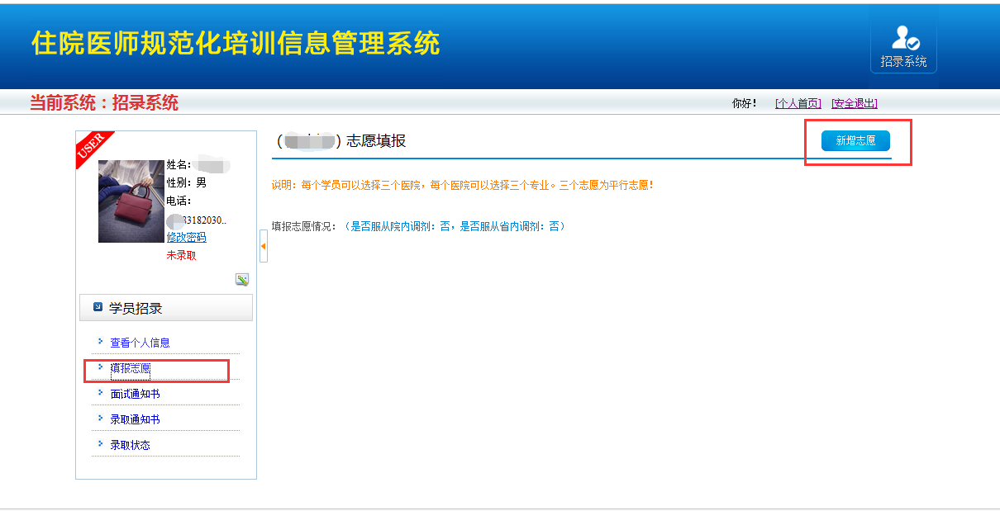 住院医师规范化培训信息管理系统
招录系统
当前系统：招录系统
你好！ [个人首页] [安全退出]
USER
姓名：
性别：男
电话：
3182030..
修改密码
未录取
学员招录
查看个人信息
填报志愿
面试通知书
录取通知书
录取状态
（ ）志愿填报
新增志愿
说明：每个学员可以选择三个医院，每个医院可以选择三个专业。三个志愿为平行志愿！
填报志愿情况：（是否服从院内调剂：否，是否服从省内调剂：否）